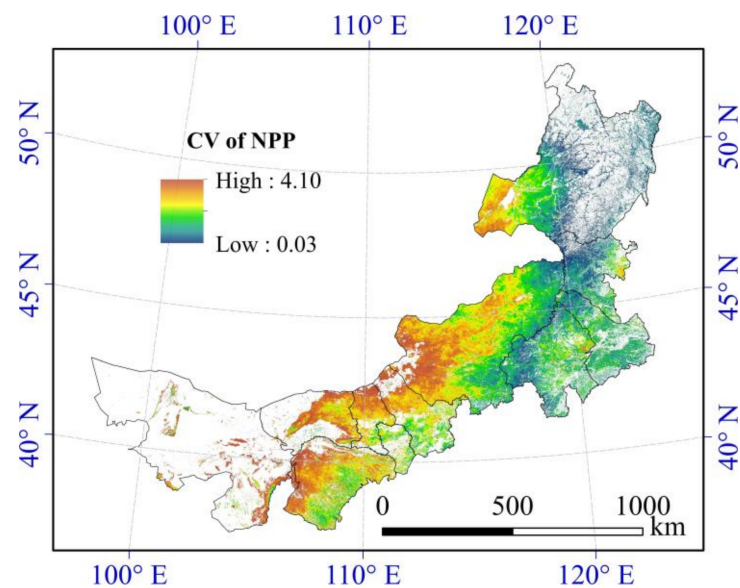 100° E 110° E 120° E
50° N 50° N
CV of NPP
High : 4.10
Low : 0.03
45° N 45° N
40° N 40° N
0 500 1000
km
100° E 110° E 120° E